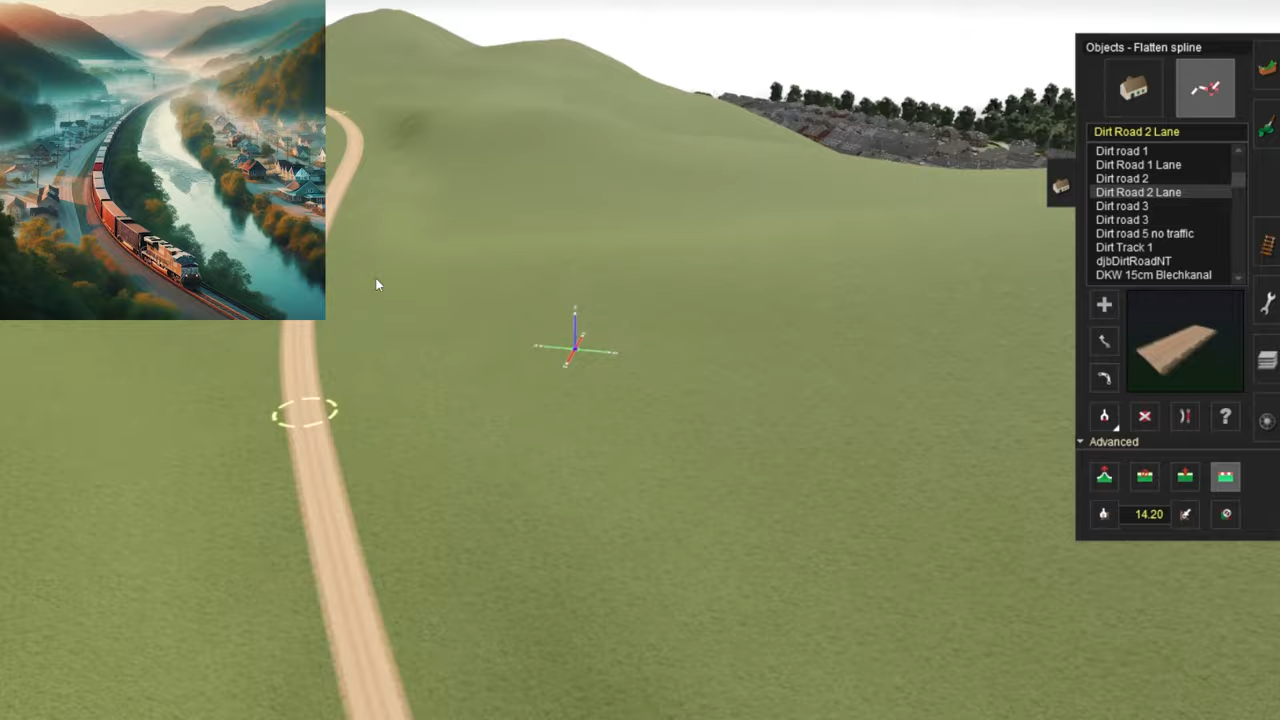 Objects - Flatten spline
Dirt Road 2 Lane
Dirt road 1
Dirt Road 1 Lane
Dirt road 2
Dirt Road 2 Lane
Dirt road 3
Dirt road 3
Dirt road 5 no traffic
Dirt Track 1
djbDirtRoadNT
DKW 15cm Blechkanal
?
Advanced
14.20